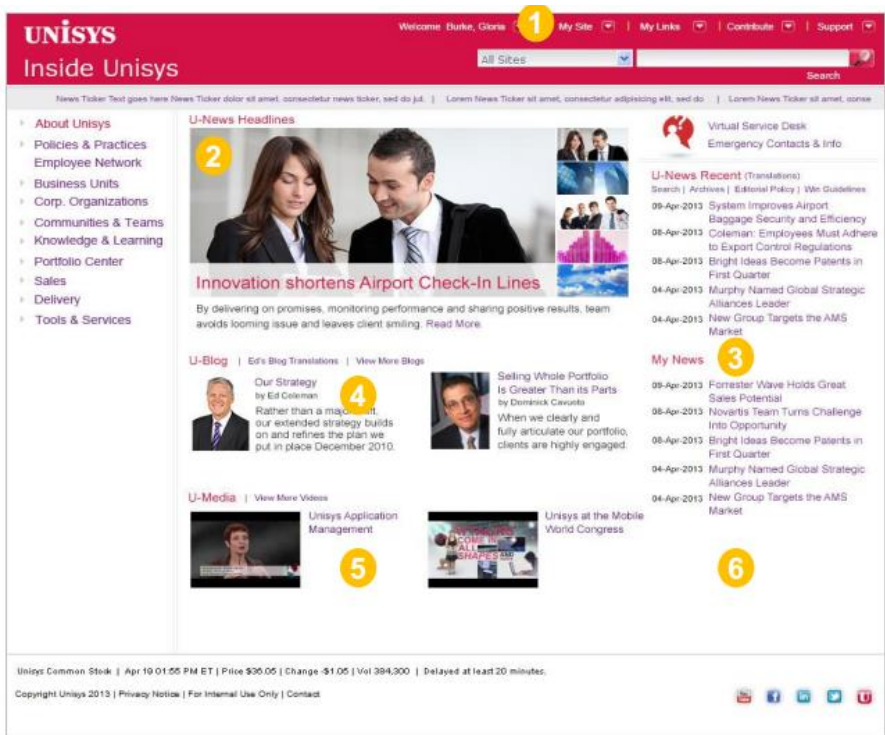 UNISYS
Inside Unisys
Welcome Burke, Gloria
1
My Site | My Links | Contribute | Support
All Sites
Search
News Ticker Text goes here News Ticker dolor sit amet, consectetur news ticker, sed do jut. | Lorem News Ticker sit amet, consectetur adipisicing elit, sed do | Lorem News Ticker sit amet, conse
About Unisys
Policies & Practices
Employee Network
Business Units
Corp. Organizations
Communities & Teams
Knowledge & Learning
Portfolio Center
Sales
Delivery
Tools & Services
U-News Headlines
2
Innovation shortens Airport Check-In Lines
By delivering on promises, monitoring performance and sharing positive results, team
avoids looming issue and leaves client smiling. Read More.
U-Blog | Ed's Blog Translations | View More Blogs
Our Strategy
by Ed Coleman
4
Rather than a major
our extended strategy builds
on and refines the plan we
put in place December 2010.
Selling Whole Portfolio
Is Greater Than its Parts
by Dominick Cavuoto
When we clearly and
fully articulate our portfolio,
clients are highly engaged.
U-Media | View More Videos
Unisys Application
Management
5
COME IN
ALL
SHAPES AND
Unisys at the Mobile
World Congress
Virtual Service Desk
Emergency Contacts & Info
U-News Recent (Translations)
Search | Archives | Editorial Policy | Win Guidelines
09-Apr-2013 System Improves Airport
Baggage Security and Efficiency
08-Apr-2013 Coleman: Employees Must Adhere
to Export Control Regulations
08-Apr-2013 Bright Ideas Become Patents in
First Quarter
04-Apr-2013 Murphy Named Global Strategic
Alliances Leader
04-Apr-2013 New Group Targets the AMS
Market
My News
3
09-Apr-2013 Forrester Wave Holds Great
Sales Potential
08-Apr-2013 Novartis Team Turns Challenge
Into Opportunity
08-Apr-2013 Bright Ideas Become Patents in
First Quarter
04-Apr-2013 Murphy Named Global Strategic
Alliances Leader
04-Apr-2013 New Group Targets the AMS
Market
6
Unisys Common Stock | Apr 19 01:55 PM ET | Price $36.05 | Change -$1.05 | Vol 394,300 | Delayed at least 20 minutes.
Copyright Unisys 2013 | Privacy Notice | For Internal Use Only | Contact